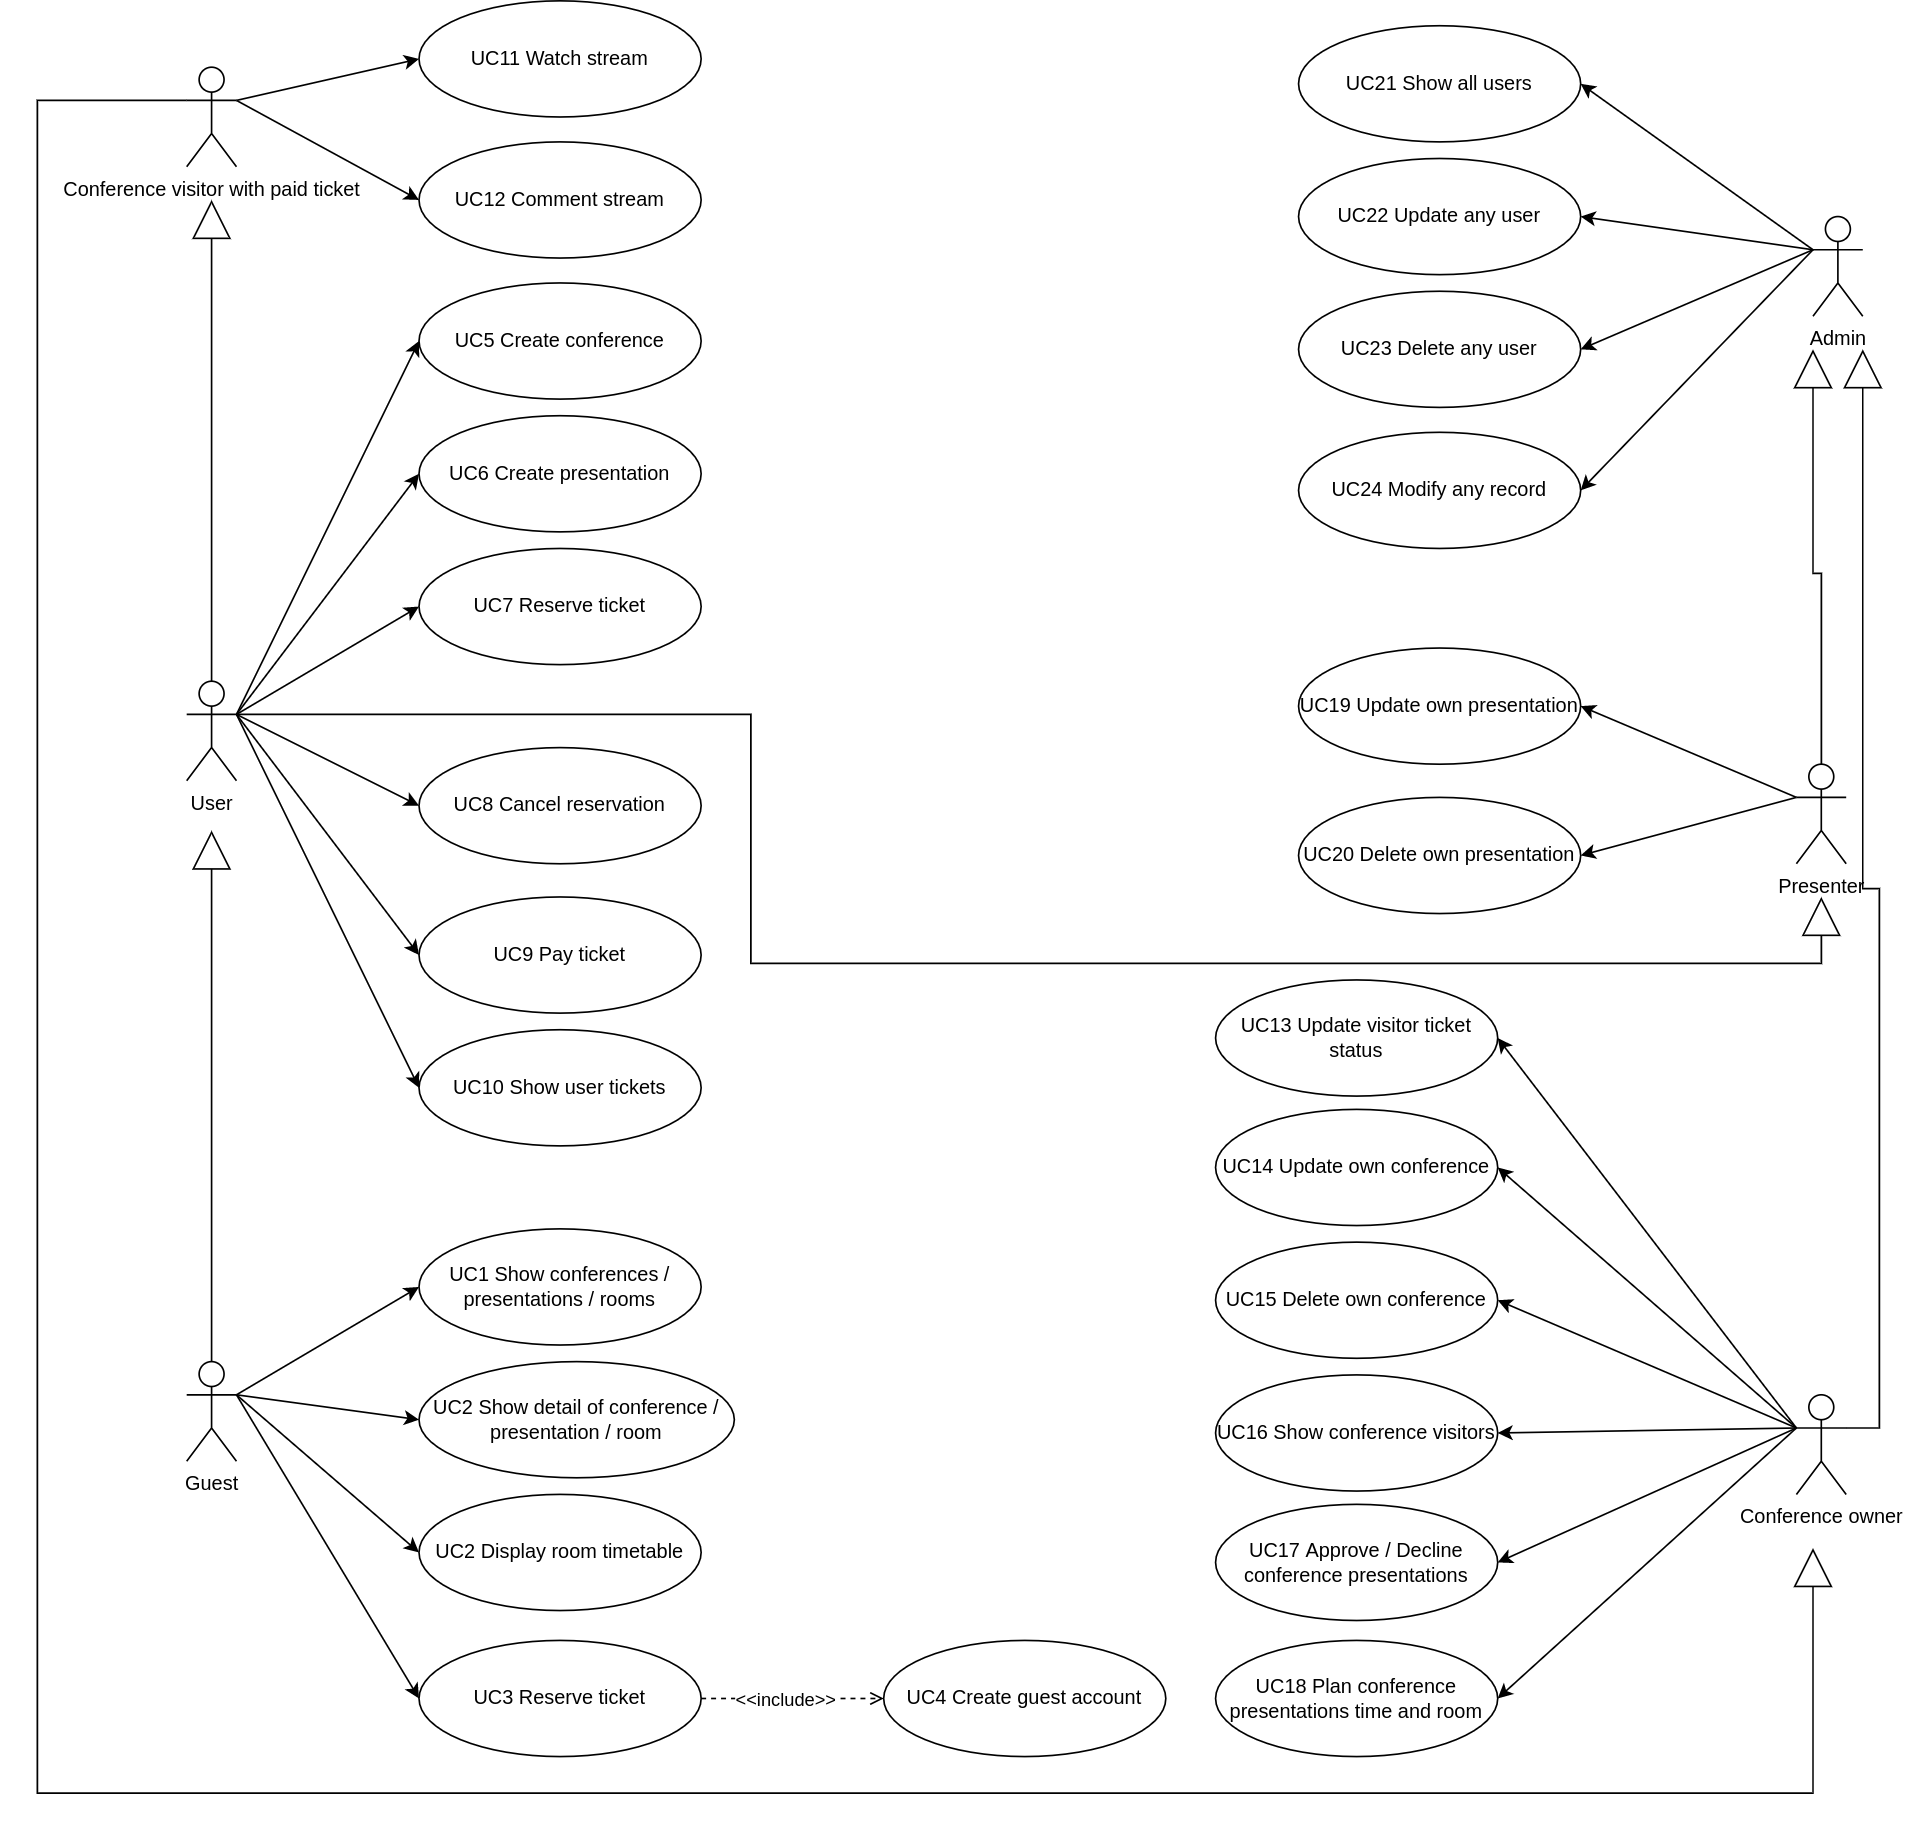 UC11 Watch stream
Conference visitor with paid ticket
UC12 Comment stream
UC5 Create conference
UC6 Create presentation
UC7 Reserve ticket
User
UC8 Cancel reservation
UC9 Pay ticket
UC10 Show user tickets
UC1 Show conferences /
presentations / rooms
UC2 Show detail of conference /
presentation / room
Guest
UC2 Display room timetable
UC3 Reserve ticket
<<include>>
UC4 Create guest account
UC21 Show all users
UC22 Update any user
Admin
UC23 Delete any user
UC24 Modify any record
UC19 Update own presentation
UC20 Delete own presentation
Presenter
UC13 Update visitor ticket
status
UC14 Update own conference
UC15 Delete own conference
UC16 Show conference visitors
Conference owner
UC17 Approve / Decline
conference presentations
UC18 Plan conference
presentations time and room